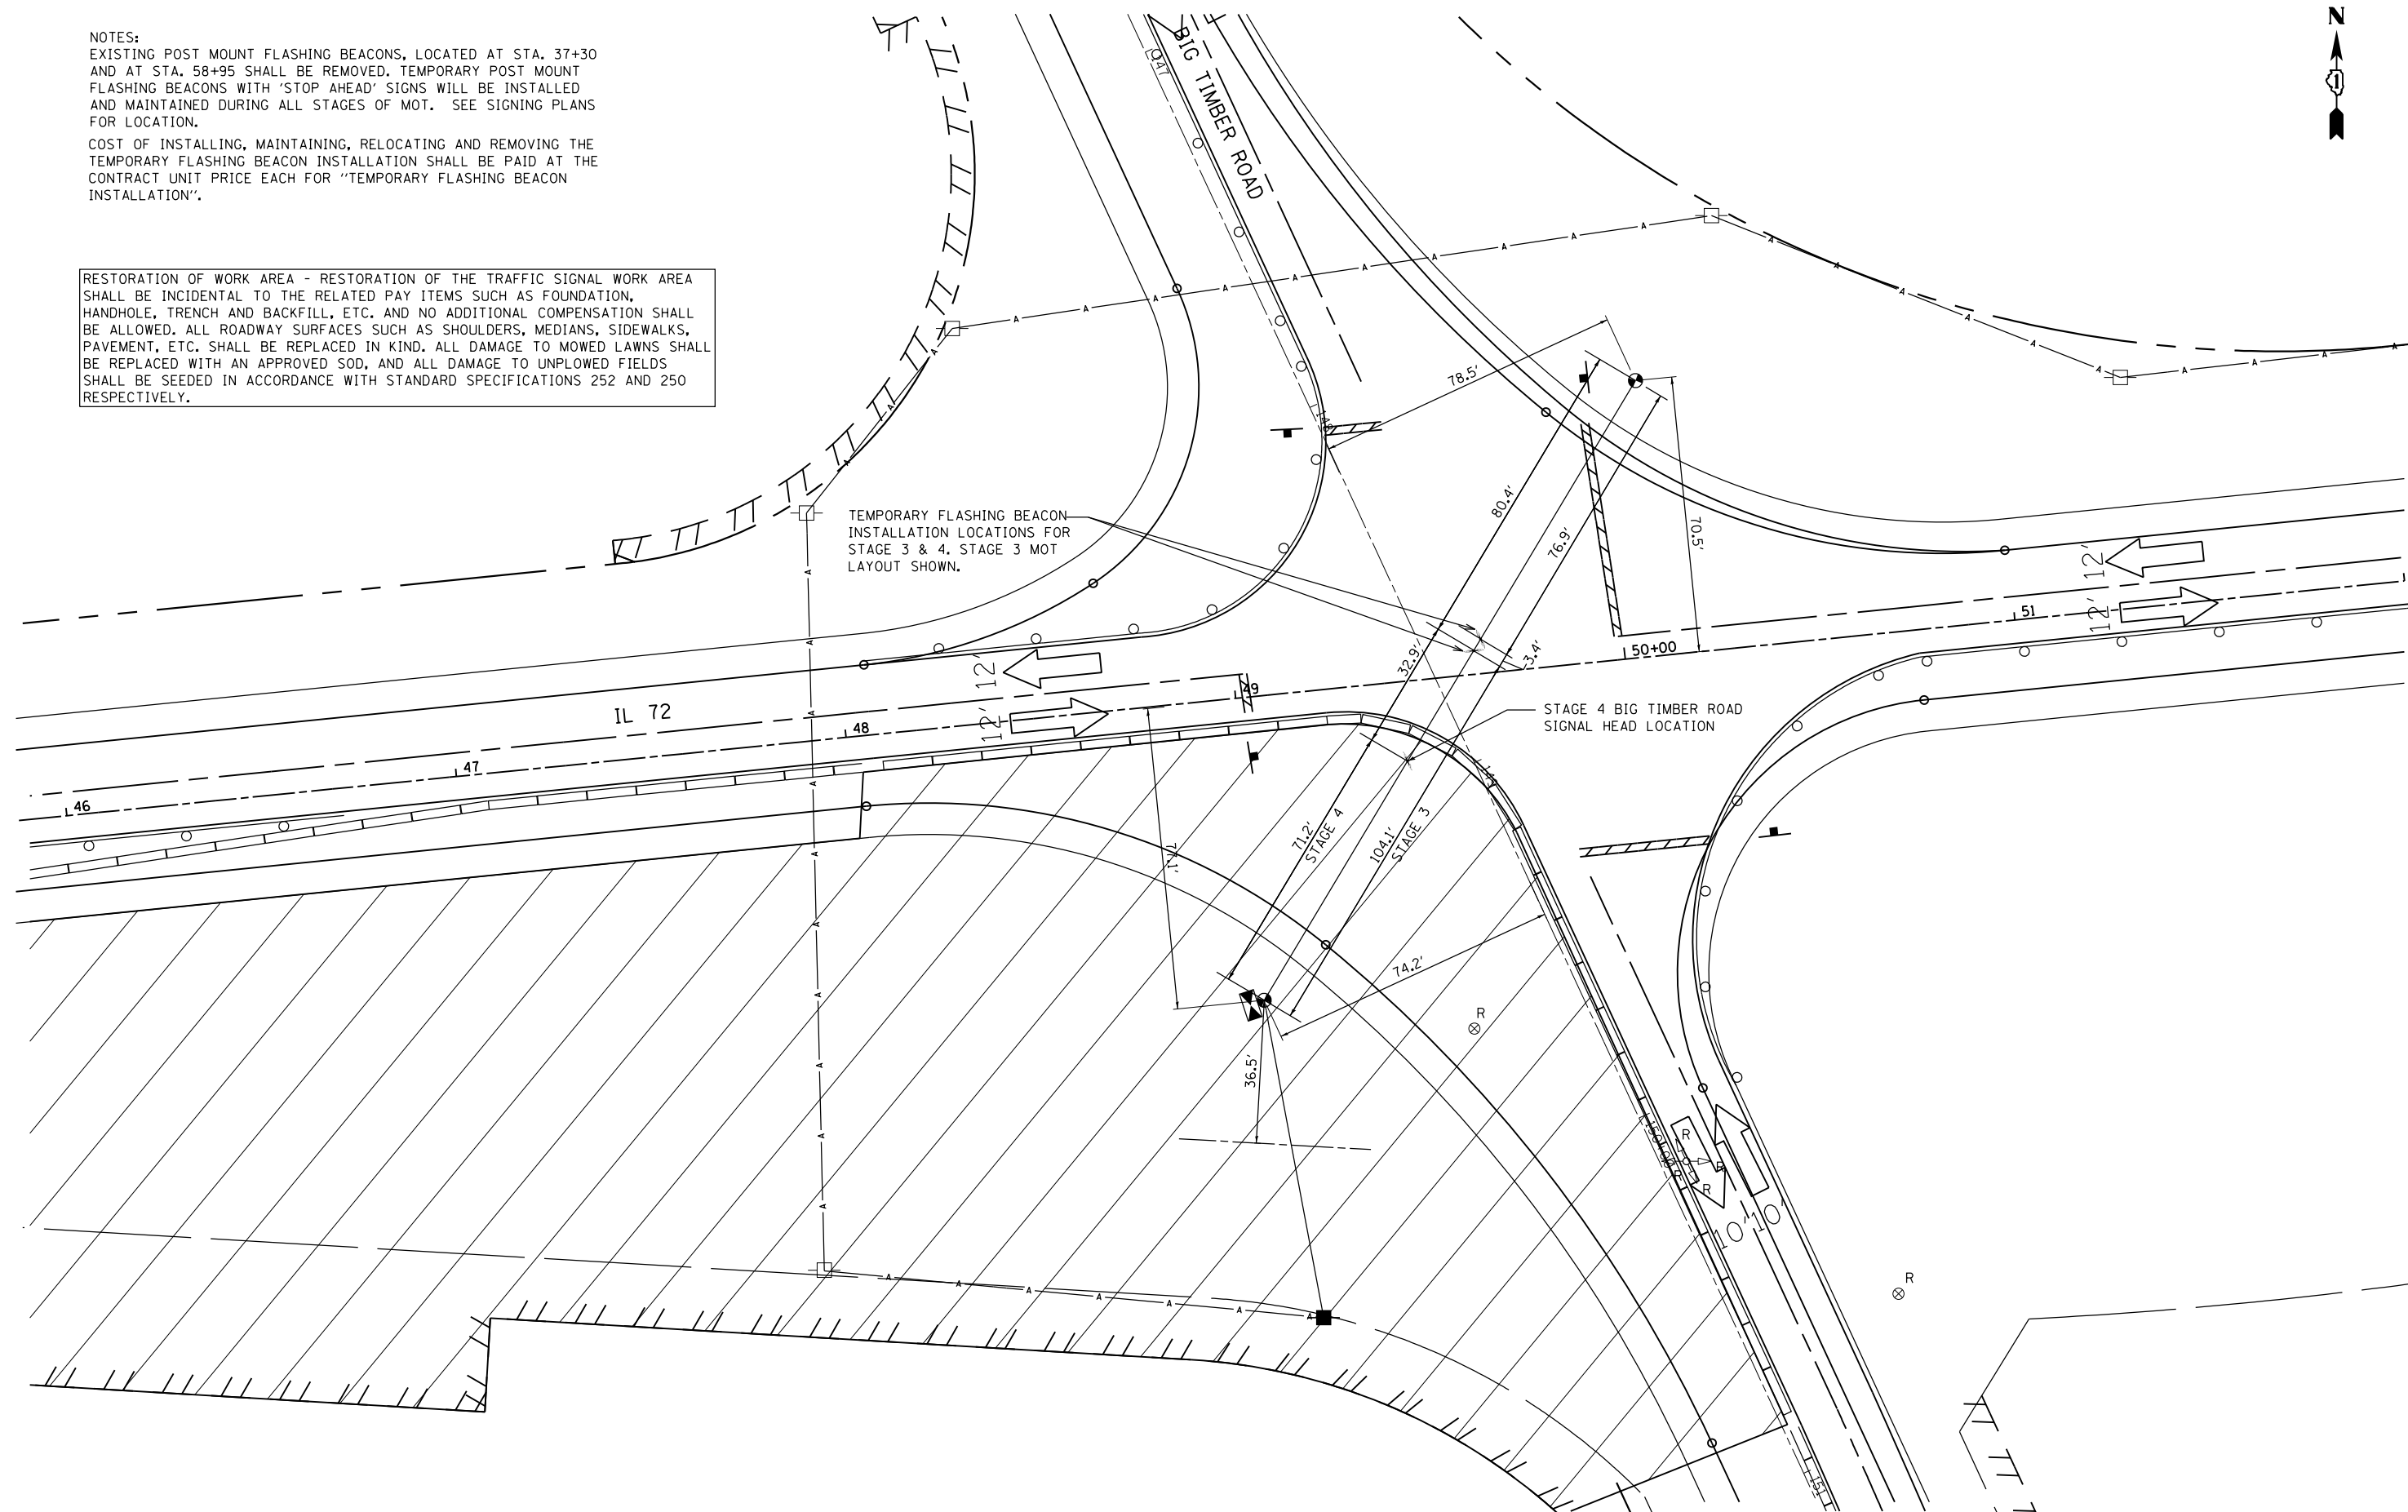 NOTES:
EXISTING POST MOUNT FLASHING BEACONS, LOCATED AT STA. 37+30
AND AT STA. 58+95 SHALL BE REMOVED. TEMPORARY POST MOUNT
FLASHING BEACONS WITH 'STOP AHEAD' SIGNS WILL BE INSTALLED
AND MAINTAINED DURING ALL STAGES OF MOT. SEE SIGNING PLANS
FOR LOCATION.
COST OF INSTALLING, MAINTAINING, RELOCATING AND REMOVING THE
TEMPORARY FLASHING BEACON INSTALLATION SHALL BE PAID AT THE
CONTRACT UNIT PRICE EACH FOR "TEMPORARY FLASHING BEACON
INSTALLATION".
RESTORATION OF WORK AREA - RESTORATION OF THE TRAFFIC SIGNAL WORK AREA
SHALL BE INCIDENTAL TO THE RELATED PAY ITEMS SUCH AS FOUNDATION,
HANDHOLE, TRENCH AND BACKFILL, ETC. AND NO ADDITIONAL COMPENSATION SHALL
BE ALLOWED. ALL ROADWAY SURFACES SUCH AS SHOULDERS, MEDIANS, SIDEWALKS,
PAVEMENT, ETC. SHALL BE REPLACED IN KIND. ALL DAMAGE TO MOWED LAWNS SHALL
BE REPLACED WITH AN APPROVED SOD, AND ALL DAMAGE TO UNPLOWED FIELDS
SHALL BE SEEDED IN ACCORDANCE WITH STANDARD SPECIFICATIONS 252 AND 250
RESPECTIVELY.
N
BIG TIMBER ROAD
147
78.5'
80.4'
76.9'
70.5'
TEMPORARY FLASHING BEACON
INSTALLATION LOCATIONS FOR
STAGE 3 & 4. STAGE 3 MOT
LAYOUT SHOWN.
12'
12'
51
50+00
32.9'
3.4'
12'
12'
49
48
47
46
IL 72
STAGE 4 BIG TIMBER ROAD
SIGNAL HEAD LOCATION
71.2'
STAGE 4
104.1'
STAGE 3
71.1'
74.2'
36.5'
R
R
R
R
R
150+00
10'
10'
R
151